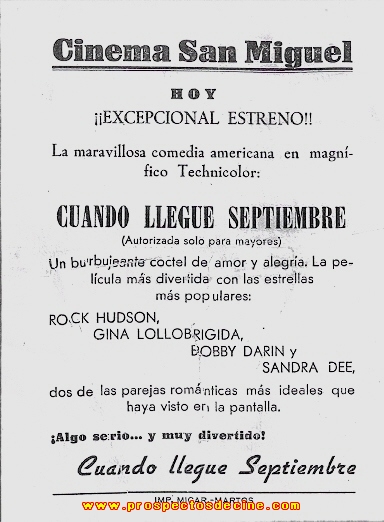 Cinema San Miguel
HOY
¡¡EXCEPCIONAL ESTRENO!!
La maravillosa comedia americana en magní-
fico Technicolor:
CUANDO LLEGUE SEPTIEMBRE
(Autorizada solo para mayores)
Un burbujeante coctel de amor y alegría. La pe-
lícula más divertida con las estrellas
más populares:
ROCK HUDSON,
GINA LOLLOBRIGIDA,
BOBBY DARIN y
SANDRA DEE,
dos de las parejas románticas más ideales que
haya visto en la pantalla.
¡Algo serio... y muy divertido!
Cuando llegue Septiembre
IMP. MIGAR.-MARTOS
www.prospectosdecine.com